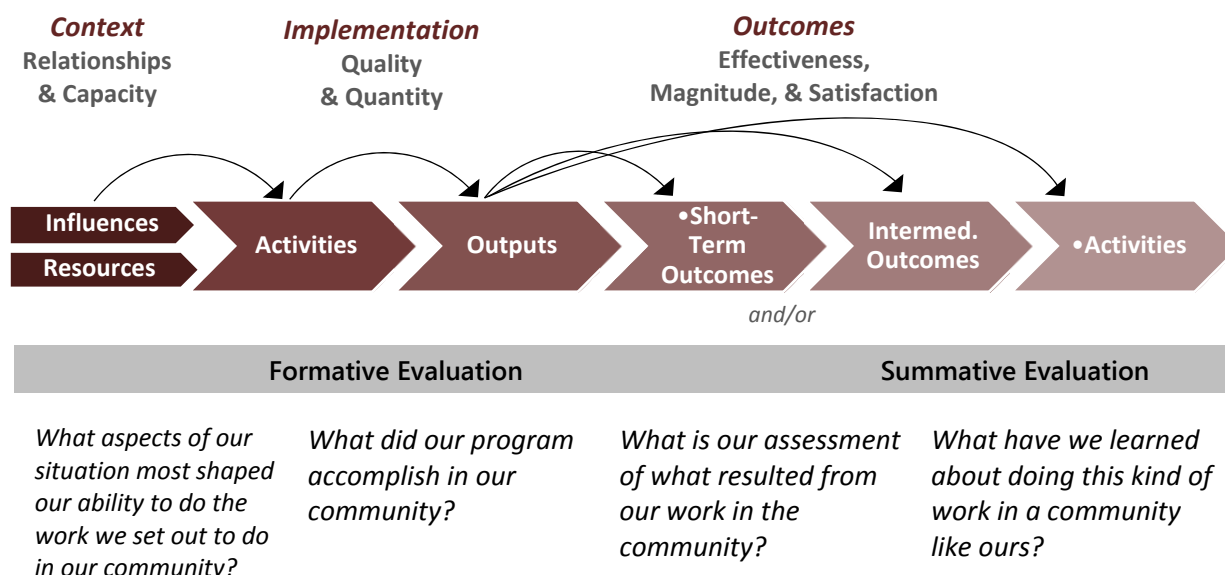 Context
Relationships
& Capacity
Implementation
Quality
& Quantity
Outcomes
Effectiveness,
Magnitude, & Satisfaction
Influences
Resources
Activities
Outputs
•Short-
Term
Outcomes
Intermed.
Outcomes
•Activities
and/or
Formative Evaluation
Summative Evaluation
What aspects of our
situation most shaped
our ability to do the
work we set out to do
in our community?
What did our program
accomplish in our
community?
What is our assessment
of what resulted from
our work in the
community?
What have we learned
about doing this kind of
work in a community
like ours?